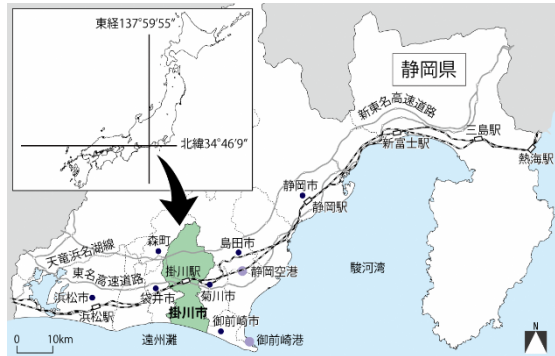 東経137°59′55″
北緯34°46′9″
静岡県
新東名高速道路
三島駅
新富士駅
熱海駅
静岡市
静岡駅
森町
島田市
天竜浜名湖線
掛川駅
静岡空港
駿河湾
東名高速道路
袋井市
菊川市
浜松市
浜松駅
掛川市
御前崎市
御前崎港
遠州灘
0 10km